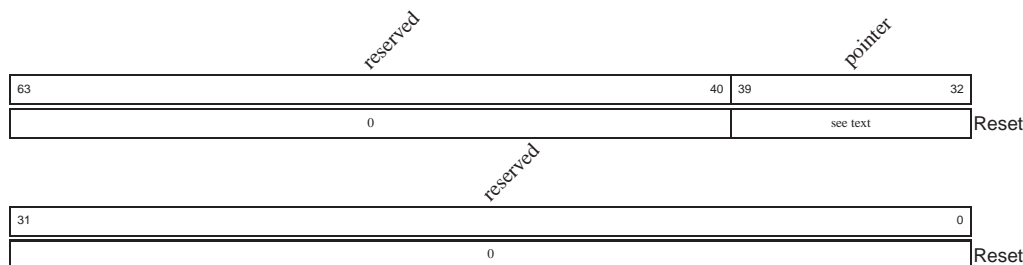 reserved pointer
63 40 39 32
0 see text Reset
reserved
31 0
0 Reset